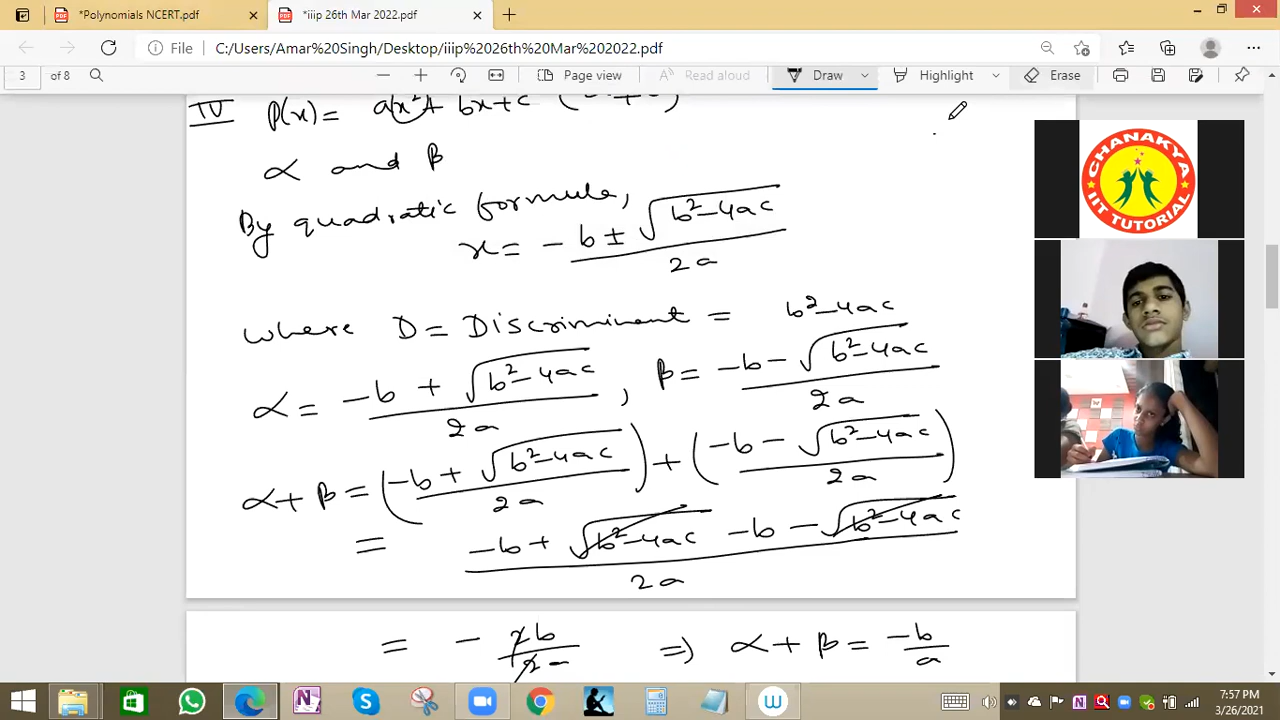 *Polynomials NCERT.pdf
*iiip 26th Mar 2022.pdf
File C:/Users/Amar%20Singh/Desktop/iiip%2026th%20Mar%202022.pdf
3 of 8 Page view Read aloud Draw Highlight Erase
IV P(x) = ax²+ bx+c
α and β
By quadratic formula,
x = -b ± √b²-4ac / 2a
where D = Discriminant = b²-4ac
α = -b + √b²-4ac / 2a , β = -b - √b²-4ac / 2a
α+β = (-b + √b²-4ac / 2a) + (-b - √b²-4ac / 2a)
= -b + √b²-4ac -b - √b²-4ac / 2a
= -2b / 2a ⇒ α+β = -b / a
CHANAKYA
IIT TUTORIAL
7:57 PM
3/26/2021